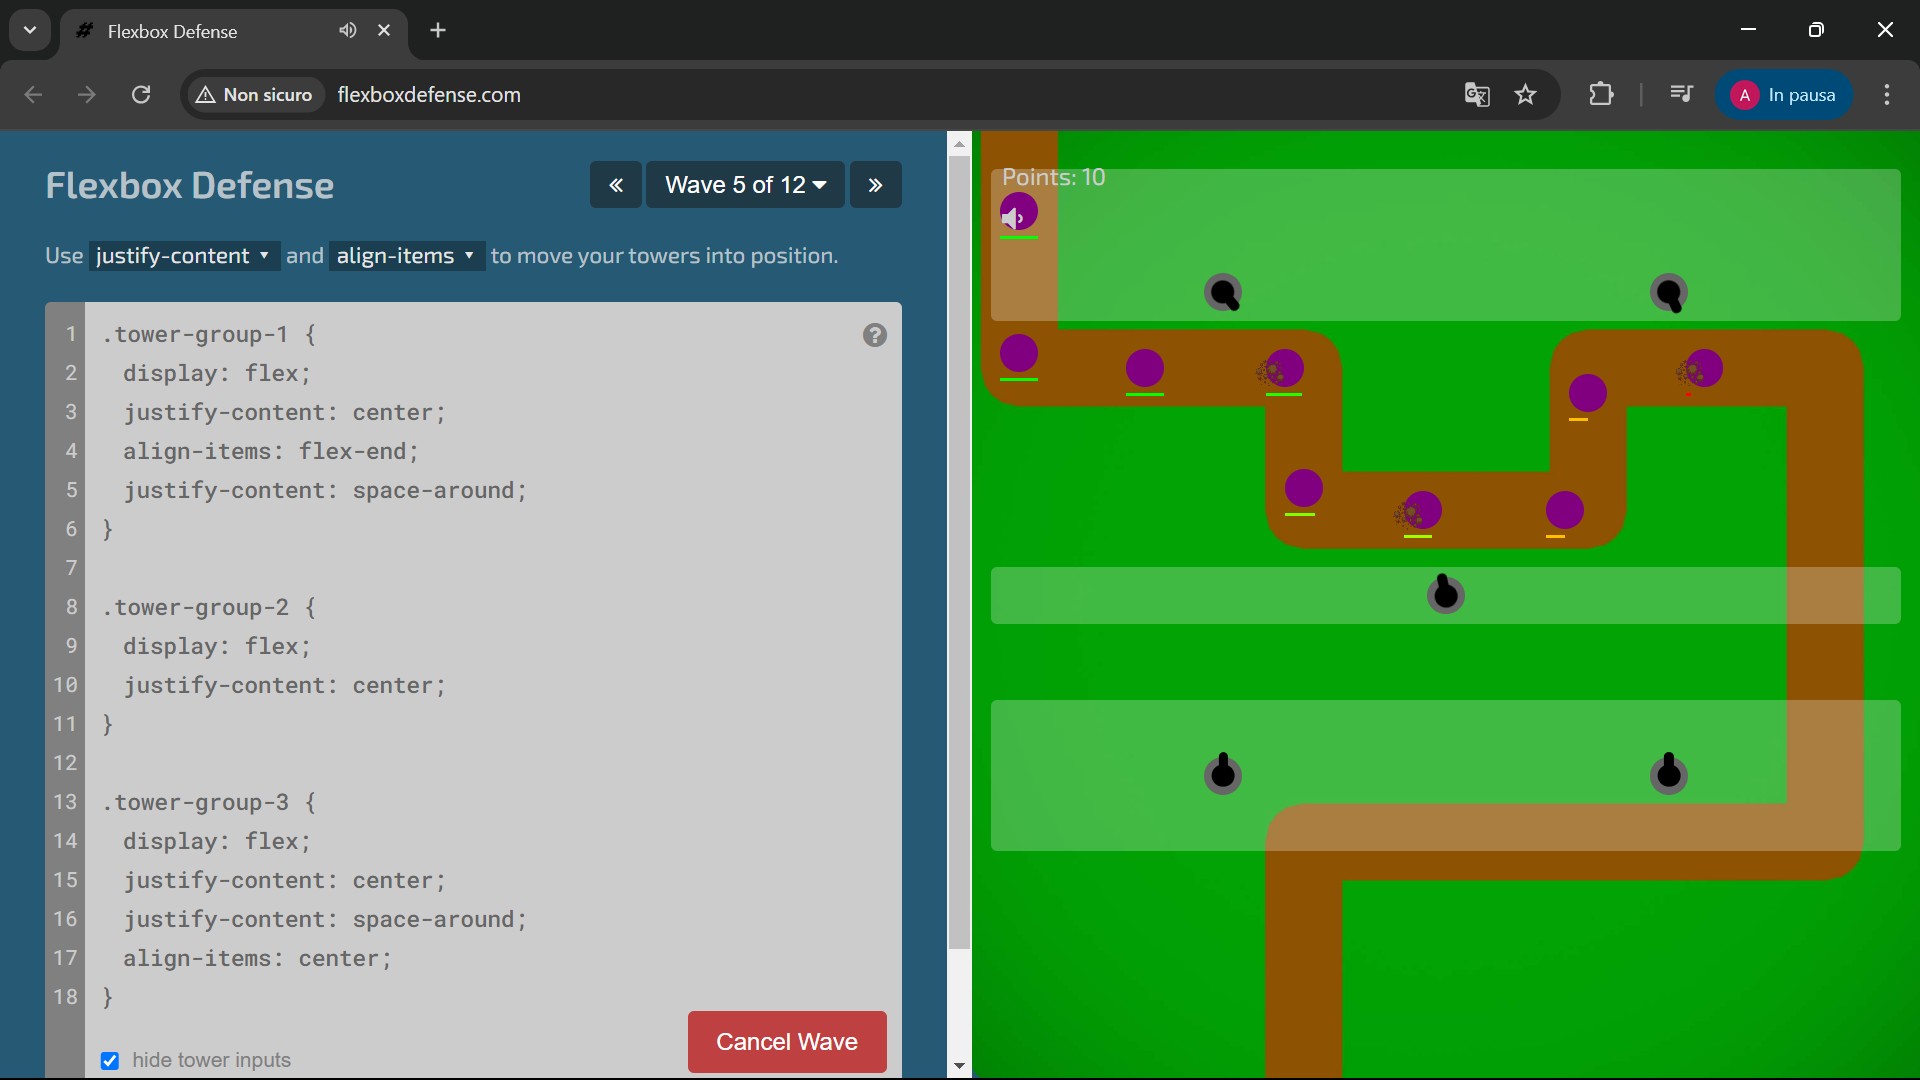 Flexbox Defense
Non sicuro
flexboxdefense.com
A
In pausa
Flexbox Defense
« Wave 5 of 12 »
Use justify-content and align-items to move your towers into position.
1 .tower-group-1 {
2 display: flex;
3 justify-content: center;
4 align-items: flex-end;
5 justify-content: space-around;
6 }
7
8 .tower-group-2 {
9 display: flex;
10 justify-content: center;
11 }
12
13 .tower-group-3 {
14 display: flex;
15 justify-content: center;
16 justify-content: space-around;
17 align-items: center;
18 }
?
hide tower inputs
Cancel Wave
Points: 10